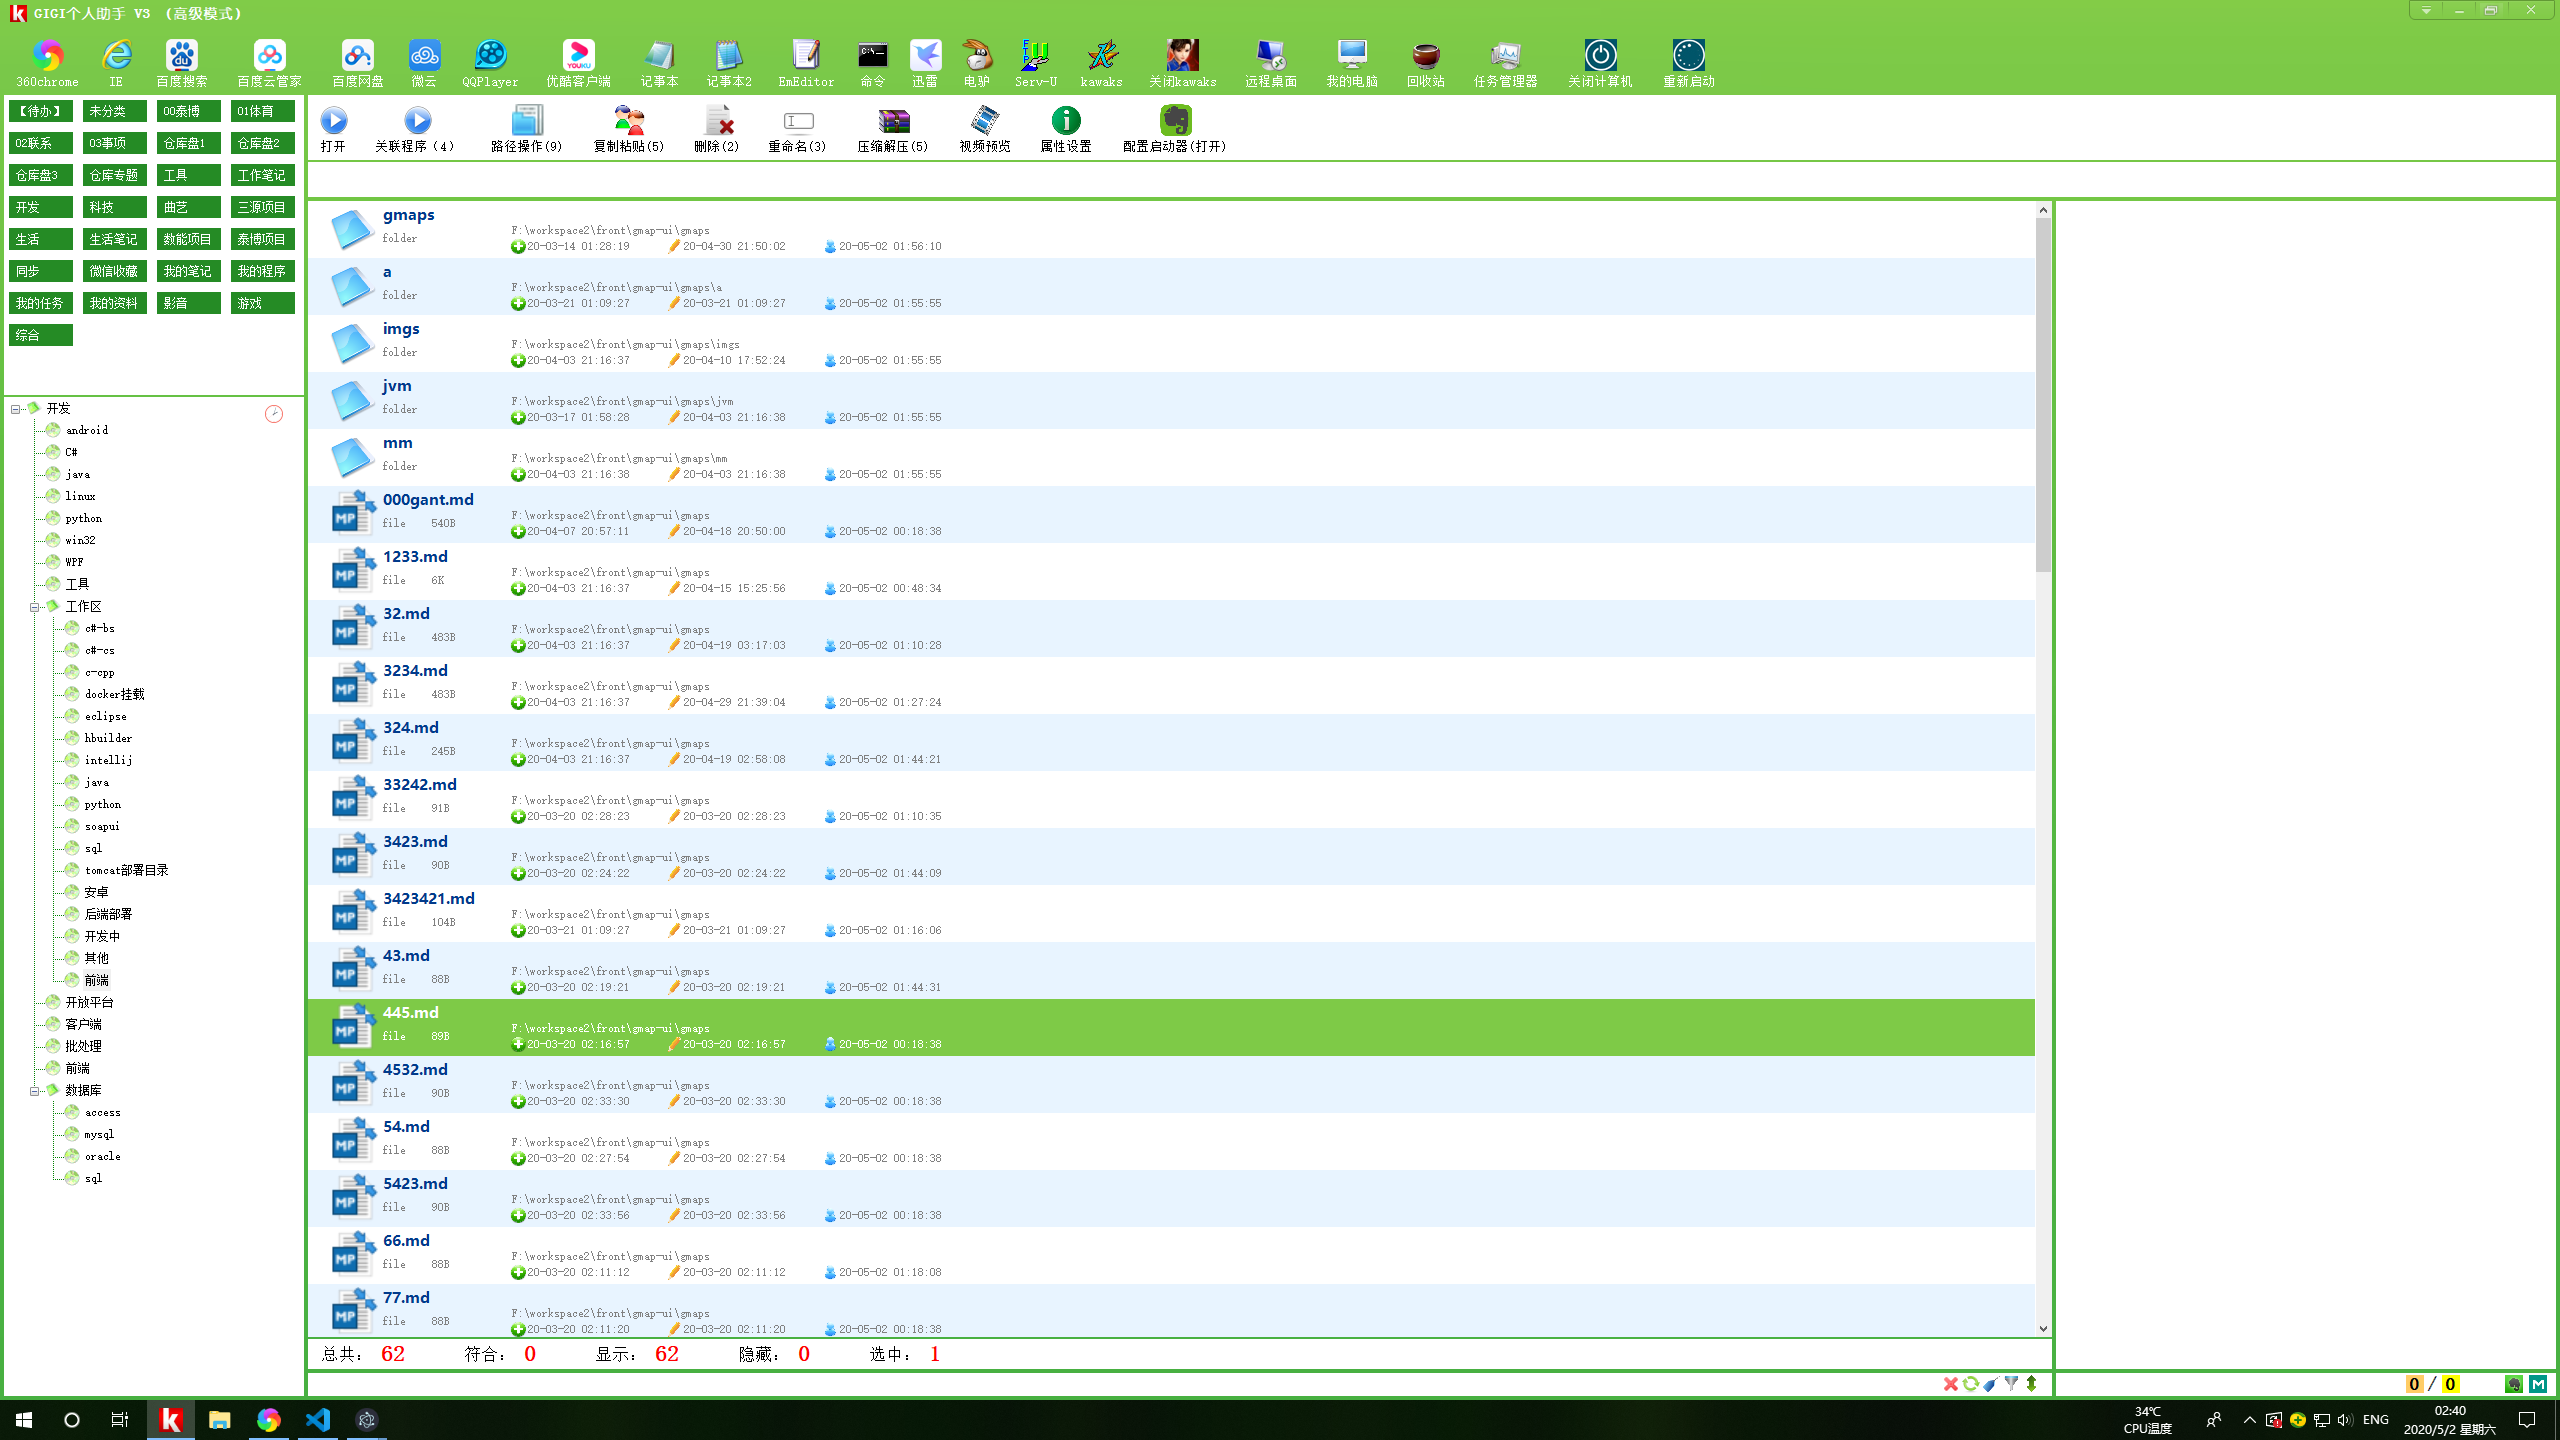 GIGI个人助手 V3 （高级模式）
360chrome IE 百度搜索 百度云管家 百度网盘 微云 QQPlayer 优酷客户端 记事本 记事本2 EmEditor 命令 迅雷 电驴 Serv-U kawaks 关闭kawaks 远程桌面 我的电脑 回收站 任务管理器 关闭计算机 重新启动
【待办】 未分类 00泰博 01体育
02联系 03事项 仓库盘1 仓库盘2
仓库盘3 仓库专题 工具 工作笔记
开发 科技 曲艺 三源项目
生活 生活笔记 数能项目 泰博项目
同步 微信收藏 我的笔记 我的程序
我的任务 我的资料 影音 游戏
综合
开发
android
C#
java
linux
python
win32
WPF
工具
工作区
c#-bs
c#-cs
c-cpp
docker挂载
eclipse
hbuilder
intellij
java
python
soapui
sql
tomcat部署目录
安卓
后端部署
开发中
其他
前端
开放平台
客户端
批处理
前端
数据库
access
mysql
oracle
sql
打开 关联程序（4） 路径操作(9) 复制粘贴(5) 删除(2) 重命名(3) 压缩解压(5) 视频预览 属性设置 配置启动器(打开)
gmaps
folder F:\workspace2\front\gmap-ui\gmaps
20-03-14 01:28:19 20-04-30 21:50:02 20-05-02 01:56:10
a
folder F:\workspace2\front\gmap-ui\gmaps\a
20-03-21 01:09:27 20-03-21 01:09:27 20-05-02 01:55:55
imgs
folder F:\workspace2\front\gmap-ui\gmaps\imgs
20-04-03 21:16:37 20-04-10 17:52:24 20-05-02 01:55:55
jvm
folder F:\workspace2\front\gmap-ui\gmaps\jvm
20-03-17 01:58:28 20-04-03 21:16:38 20-05-02 01:55:55
mm
folder F:\workspace2\front\gmap-ui\gmaps\mm
20-04-03 21:16:38 20-04-03 21:16:38 20-05-02 01:55:55
000gant.md
file 540B F:\workspace2\front\gmap-ui\gmaps
20-04-07 20:57:11 20-04-18 20:50:00 20-05-02 00:18:38
1233.md
file 6K F:\workspace2\front\gmap-ui\gmaps
20-04-03 21:16:37 20-04-15 15:25:56 20-05-02 00:48:34
32.md
file 483B F:\workspace2\front\gmap-ui\gmaps
20-04-03 21:16:37 20-04-19 03:17:03 20-05-02 01:10:28
3234.md
file 483B F:\workspace2\front\gmap-ui\gmaps
20-04-03 21:16:37 20-04-29 21:39:04 20-05-02 01:27:24
324.md
file 245B F:\workspace2\front\gmap-ui\gmaps
20-04-03 21:16:37 20-04-19 02:58:08 20-05-02 01:44:21
33242.md
file 91B F:\workspace2\front\gmap-ui\gmaps
20-03-20 02:28:23 20-03-20 02:28:23 20-05-02 01:10:35
3423.md
file 90B F:\workspace2\front\gmap-ui\gmaps
20-03-20 02:24:22 20-03-20 02:24:22 20-05-02 01:44:09
3423421.md
file 104B F:\workspace2\front\gmap-ui\gmaps
20-03-21 01:09:27 20-03-21 01:09:27 20-05-02 01:16:06
43.md
file 88B F:\workspace2\front\gmap-ui\gmaps
20-03-20 02:19:21 20-03-20 02:19:21 20-05-02 01:44:31
445.md
file 89B F:\workspace2\front\gmap-ui\gmaps
20-03-20 02:16:57 20-03-20 02:16:57 20-05-02 00:18:38
4532.md
file 90B F:\workspace2\front\gmap-ui\gmaps
20-03-20 02:33:30 20-03-20 02:33:30 20-05-02 00:18:38
54.md
file 88B F:\workspace2\front\gmap-ui\gmaps
20-03-20 02:27:54 20-03-20 02:27:54 20-05-02 00:18:38
5423.md
file 90B F:\workspace2\front\gmap-ui\gmaps
20-03-20 02:33:56 20-03-20 02:33:56 20-05-02 00:18:38
66.md
file 88B F:\workspace2\front\gmap-ui\gmaps
20-03-20 02:11:12 20-03-20 02:11:12 20-05-02 01:18:08
77.md
file 88B F:\workspace2\front\gmap-ui\gmaps
20-03-20 02:11:20 20-03-20 02:11:20 20-05-02 00:18:38
总共： 62 符合： 0 显示： 62 隐藏： 0 选中： 1
0 / 0
34℃
CPU温度
ENG
02:40
2020/5/2 星期六